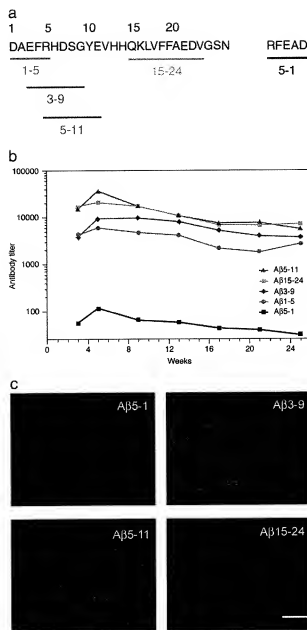 a
1 5 10 15 20
DAEFRHDSGYEVHHQKLVFFAEDVGSN RFEAD
1-5 15-24 5-1
3-9
5-11
b
100000
10000
1000
100
Antibody titer
Aβ5-11
Aβ15-24
Aβ3-9
Aβ1-5
Aβ5-1
0 4 8 12 16 20 24
Weeks
c
Aβ5-1 Aβ3-9
Aβ5-11 Aβ15-24